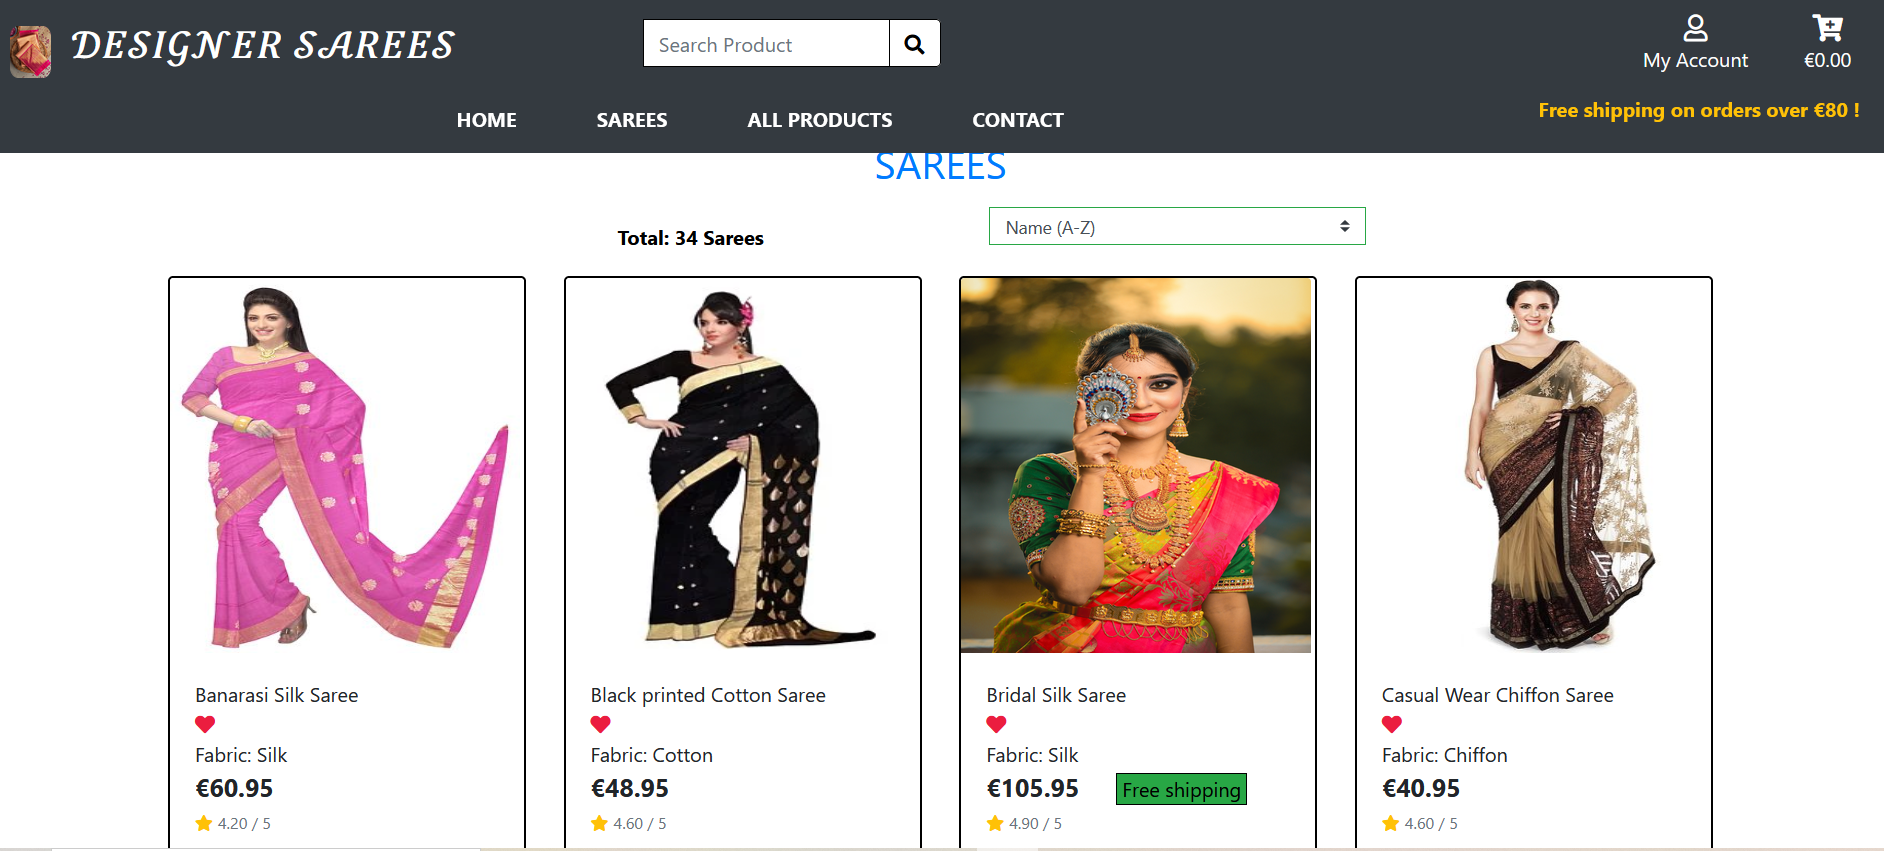 DESIGNER SAREES
Search Product
My Account
€0.00
HOME
SAREES
ALL PRODUCTS
CONTACT
Free shipping on orders over €80 !
SAREES
Total: 34 Sarees
Name (A-Z)
Banarasi Silk Saree
Fabric: Silk
€60.95
4.20 / 5
Black printed Cotton Saree
Fabric: Cotton
€48.95
4.60 / 5
Bridal Silk Saree
Fabric: Silk
€105.95
Free shipping
4.90 / 5
Casual Wear Chiffon Saree
Fabric: Chiffon
€40.95
4.60 / 5